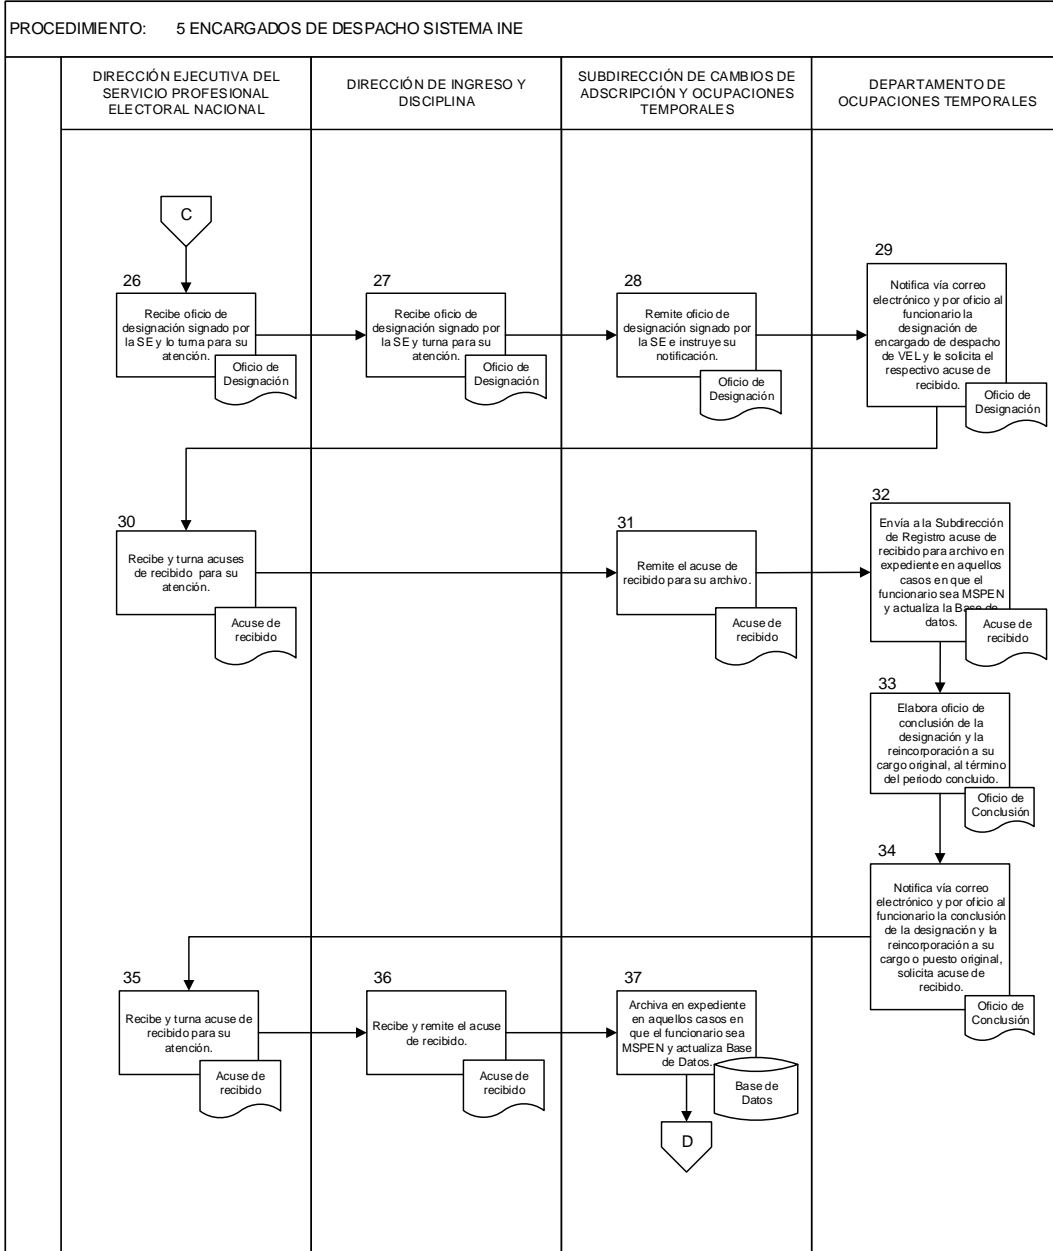 PROCEDIMIENTO: 5 ENCARGADOS DE DESPACHO SISTEMA INE
DIRECCIÓN EJECUTIVA DEL
SERVICIO PROFESIONAL
ELECTORAL NACIONAL
DIRECCIÓN DE INGRESO Y
DISCIPLINA
SUBDIRECCIÓN DE CAMBIOS DE
ADSCRIPCIÓN Y OCUPACIONES
TEMPORALES
DEPARTAMENTO DE
OCUPACIONES TEMPORALES
C
26
Recibe oficio de
designación signado por
la SE y lo turna para su
atención.
Oficio de
Designación
27
Recibe oficio de
designación signado por
la SE y turna para su
atención.
Oficio de
Designación
28
Remite oficio de
designación signado por
la SE e instruye su
notificación.
Oficio de
Designación
29
Notifica vía correo
electrónico y por oficio al
funcionario la
designación de
encargado de despacho
de VEL y le solicita el
respectivo acuse de
recibido.
Oficio de
Designación
30
Recibe y turna acuses
de recibido para su
atención.
Acuse de
recibido
31
Remite el acuse de
recibido para su archivo.
Acuse de
recibido
32
Envía a la Subdirección
de Registro acuse de
recibido para archivo en
expediente en aquellos
casos en que el
funcionario sea MSPEN
y actualiza la Base de
datos.
Acuse de
recibido
33
Elabora oficio de
conclusión de la
designación y la
reincorporación a su
cargo original, al término
del periodo concluido.
Oficio de
Conclusión
34
Notifica vía correo
electrónico y por oficio al
funcionario la conclusión
de la designación y la
reincorporación a su
cargo o puesto original,
solicita acuse de
recibido.
Oficio de
Conclusión
35
Recibe y turna acuse de
recibido para su
atención.
Acuse de
recibido
36
Recibe y remite el acuse
de recibido.
Acuse de
recibido
37
Archiva en expediente
en aquellos casos en
que el funcionario sea
MSPEN y actualiza Base
de Datos.
Base de
Datos
D